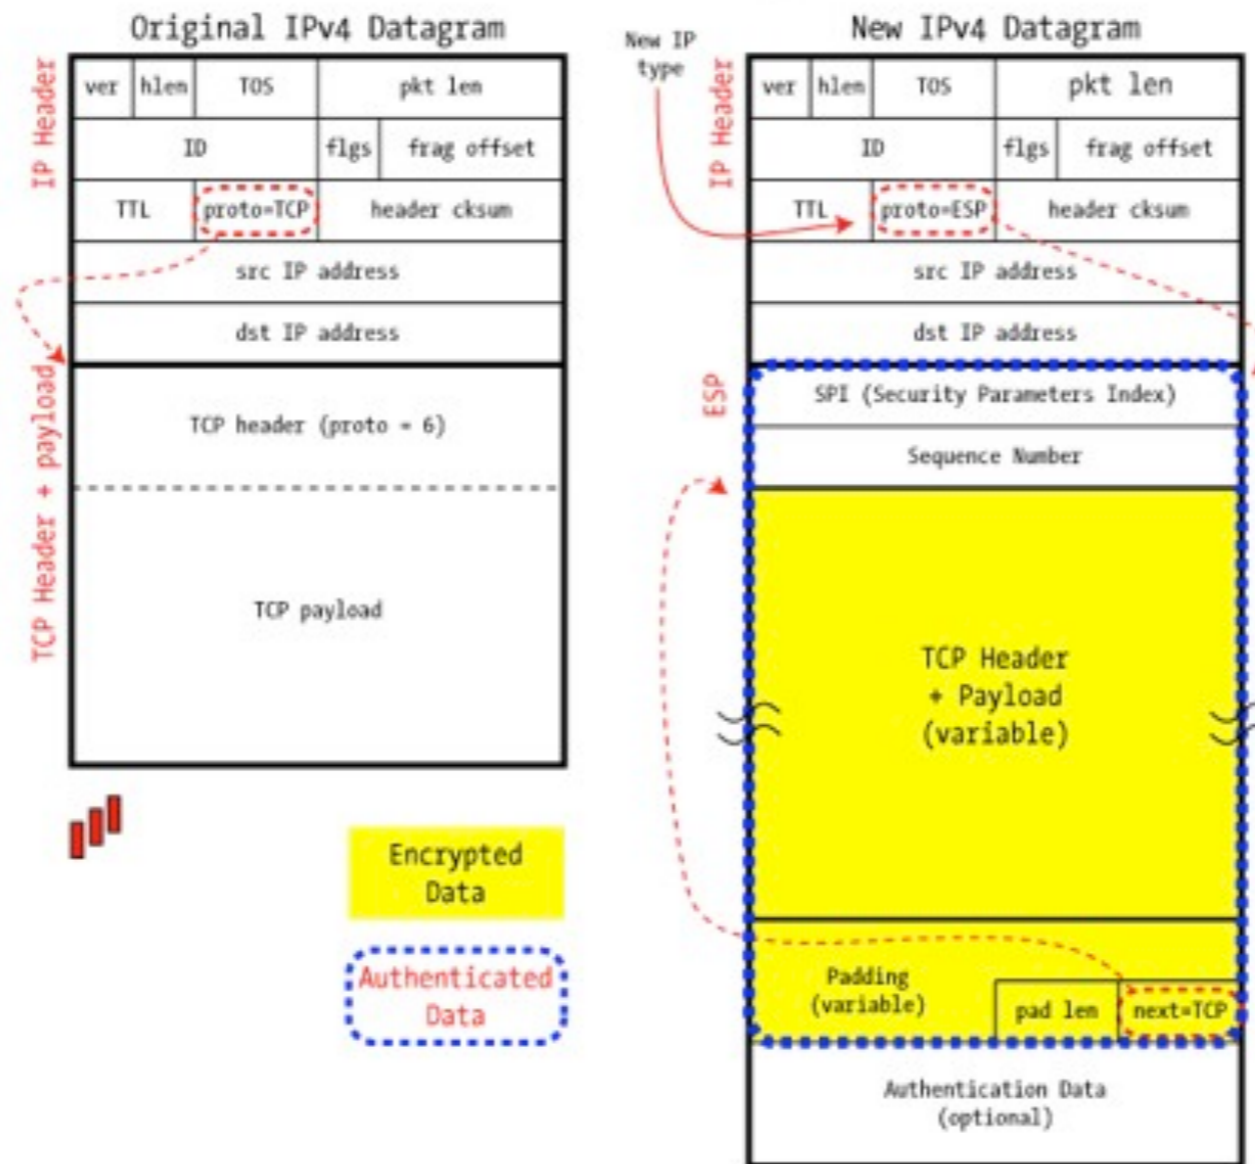 Original IPv4 Datagram
IP Header
ver hlen TOS pkt len
ID flgs frag offset
TTL proto=TCP header cksum
src IP address
dst IP address
TCP Header + payload
TCP header (proto = 6)
TCP payload
Encrypted
Data
Authenticated
Data
New IPv4 Datagram
New IP
type
IP Header
ver hlen TOS pkt len
ID flgs frag offset
TTL proto=ESP header cksum
src IP address
dst IP address
ESP
SPI (Security Parameters Index)
Sequence Number
TCP Header
+ Payload
(variable)
Padding
(variable)
pad len next=TCP
Authentication Data
(optional)